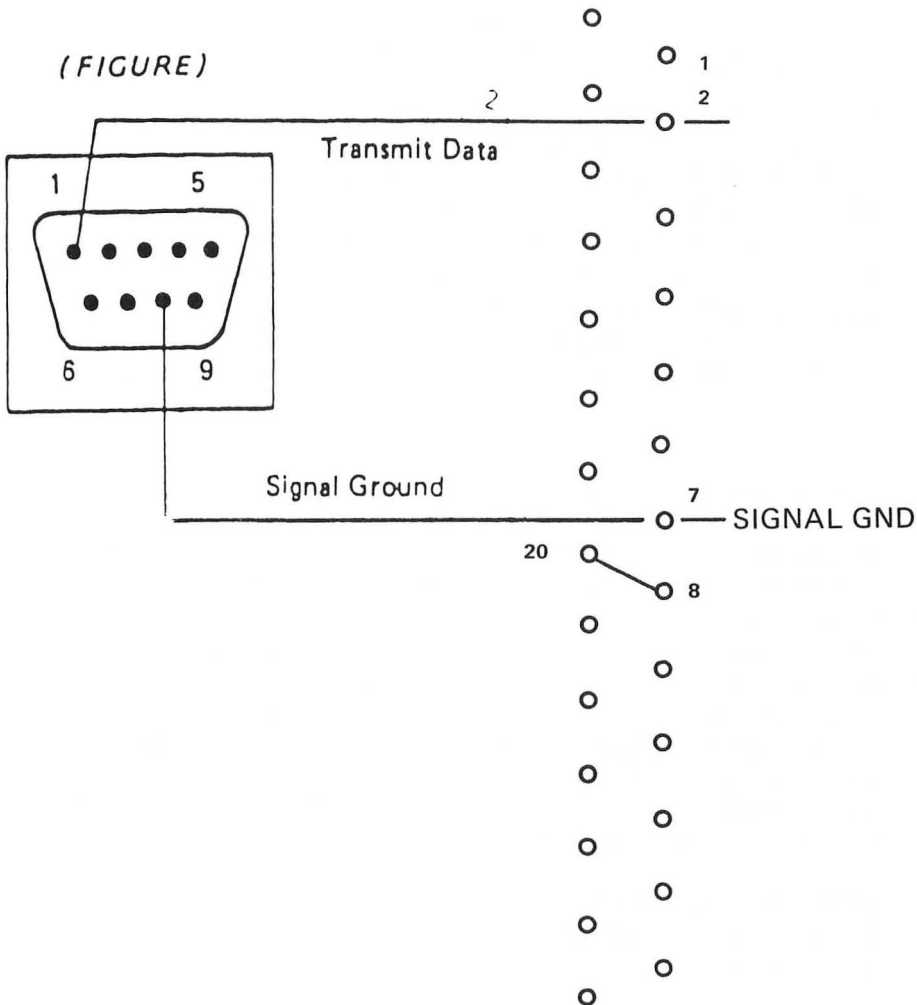 (FIGURE)
1
2
2
Transmit Data
1 5
6 9
Signal Ground
7
SIGNAL GND
20
8